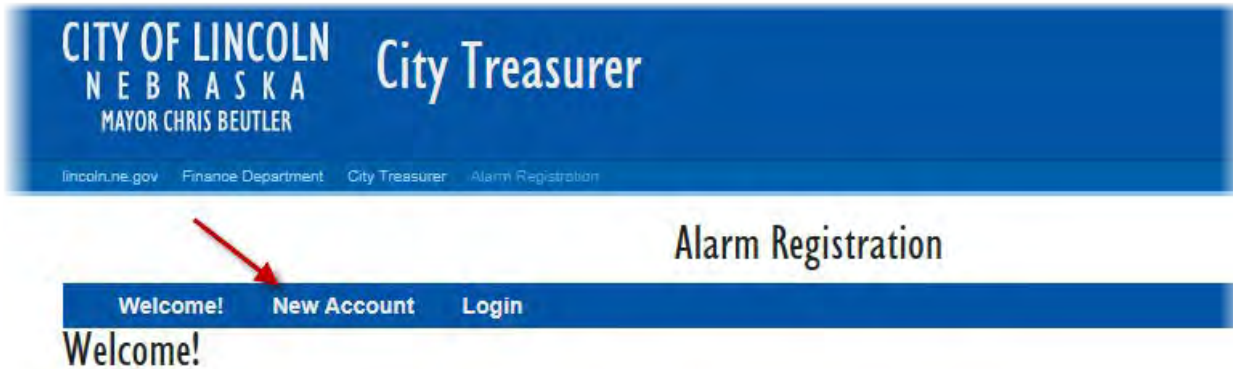 CITY OF LINCOLN
NEBRASKA
MAYOR CHRIS BEUTLER
City Treasurer
lincoln.ne.gov Finance Department City Treasurer Alarm Registration
Alarm Registration
Welcome! New Account Login
Welcome!